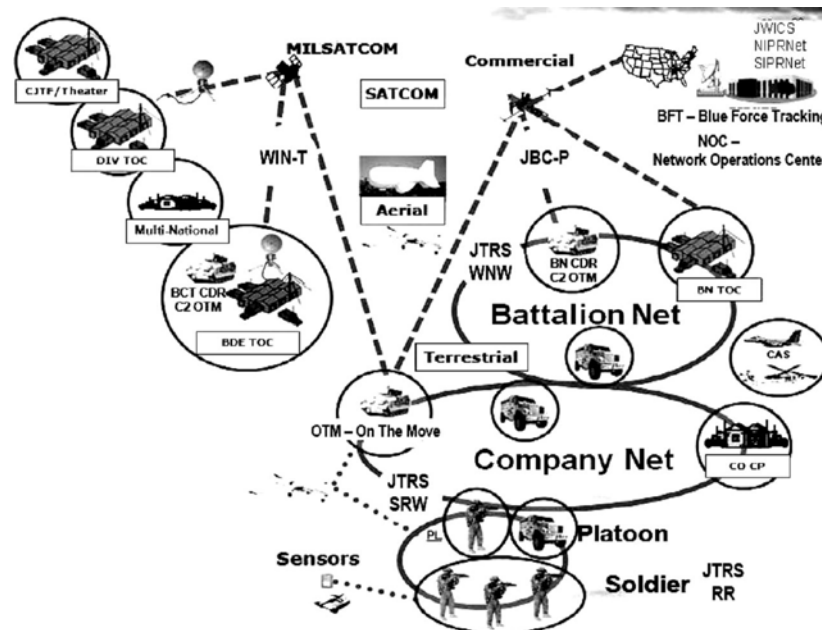 MILSATCOM
Commercial
JWICS
NIPRNet
SIPRNet
CJTF/Theater
SATCOM
BFT – Blue Force Tracking
DIV TOC
WIN-T
JBC-P
NOC –
Network Operations Center
Multi-National
Aerial
JTRS
WNW
BN CDR
C2 OTM
BN TOC
BCT CDR
C2 OTM
BDE TOC
Battalion Net
Terrestrial
CAS
OTM – On The Move
Company Net
CO CP
JTRS
SRW
PL
Platoon
Sensors
Soldier
JTRS
RR